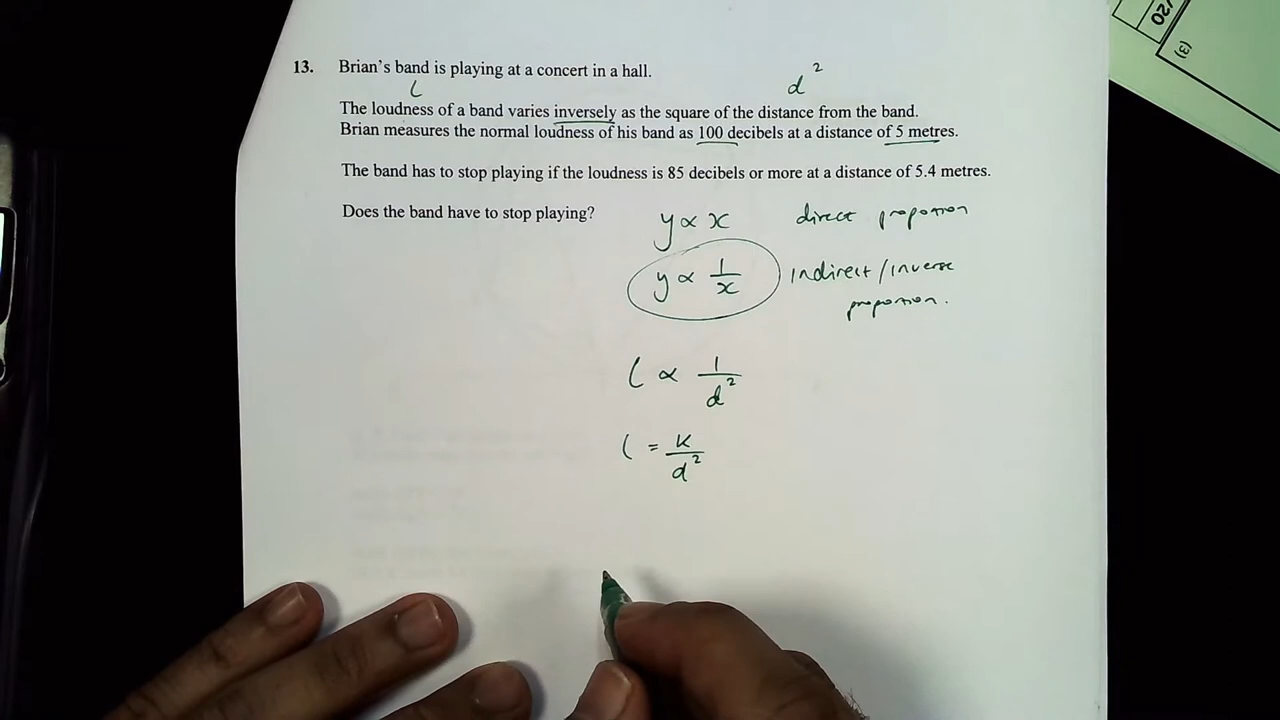 /20
(3)
13. Brian's band is playing at a concert in a hall.
l d²
The loudness of a band varies inversely as the square of the distance from the band.
Brian measures the normal loudness of his band as 100 decibels at a distance of 5 metres.
The band has to stop playing if the loudness is 85 decibels or more at a distance of 5.4 metres.
Does the band have to stop playing?
y ∝ x direct proportion
y ∝ 1/x indirect/inverse
proportion.
l ∝ 1/d²
l = k/d²